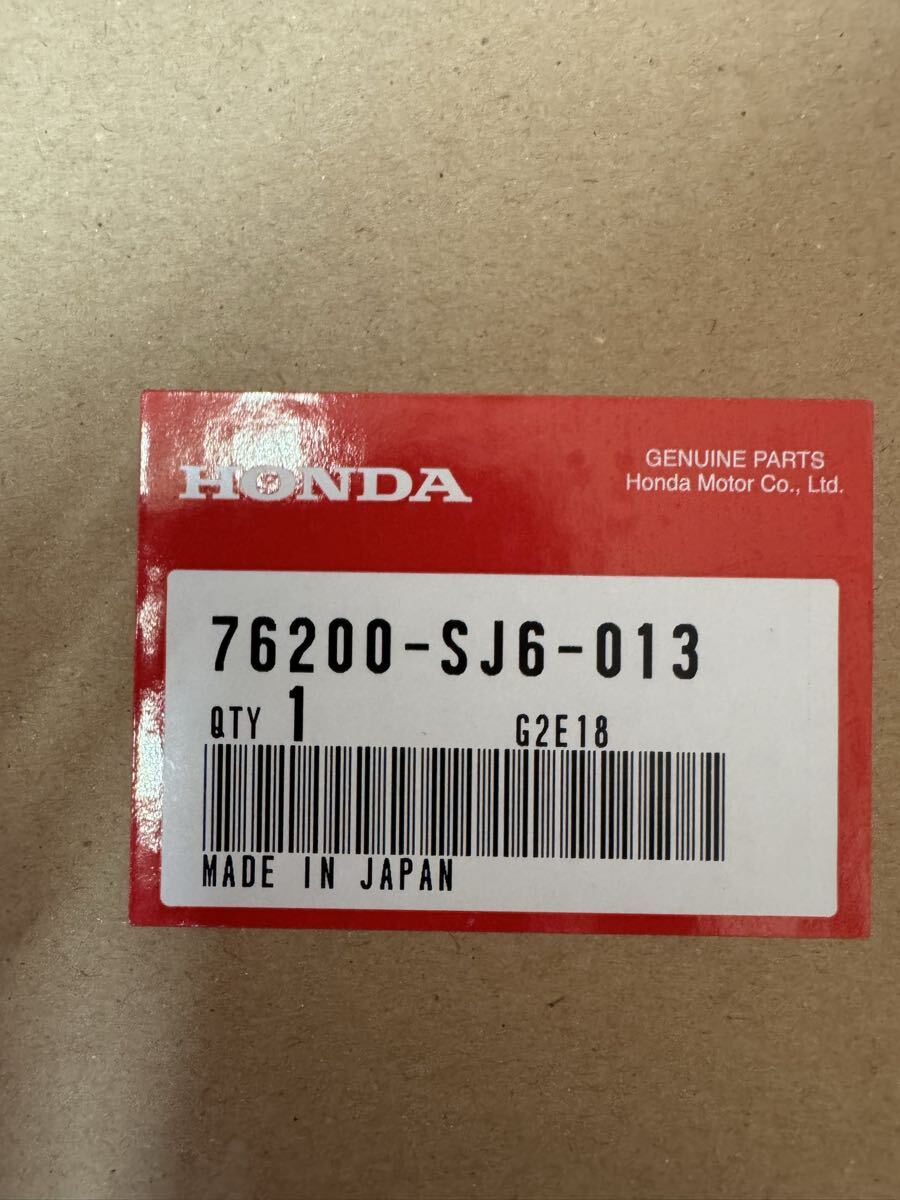 HONDA
GENUINE PARTS
Honda Motor Co., Ltd.
76200-SJ6-013
QTY 1 G2E18
MADE IN JAPAN